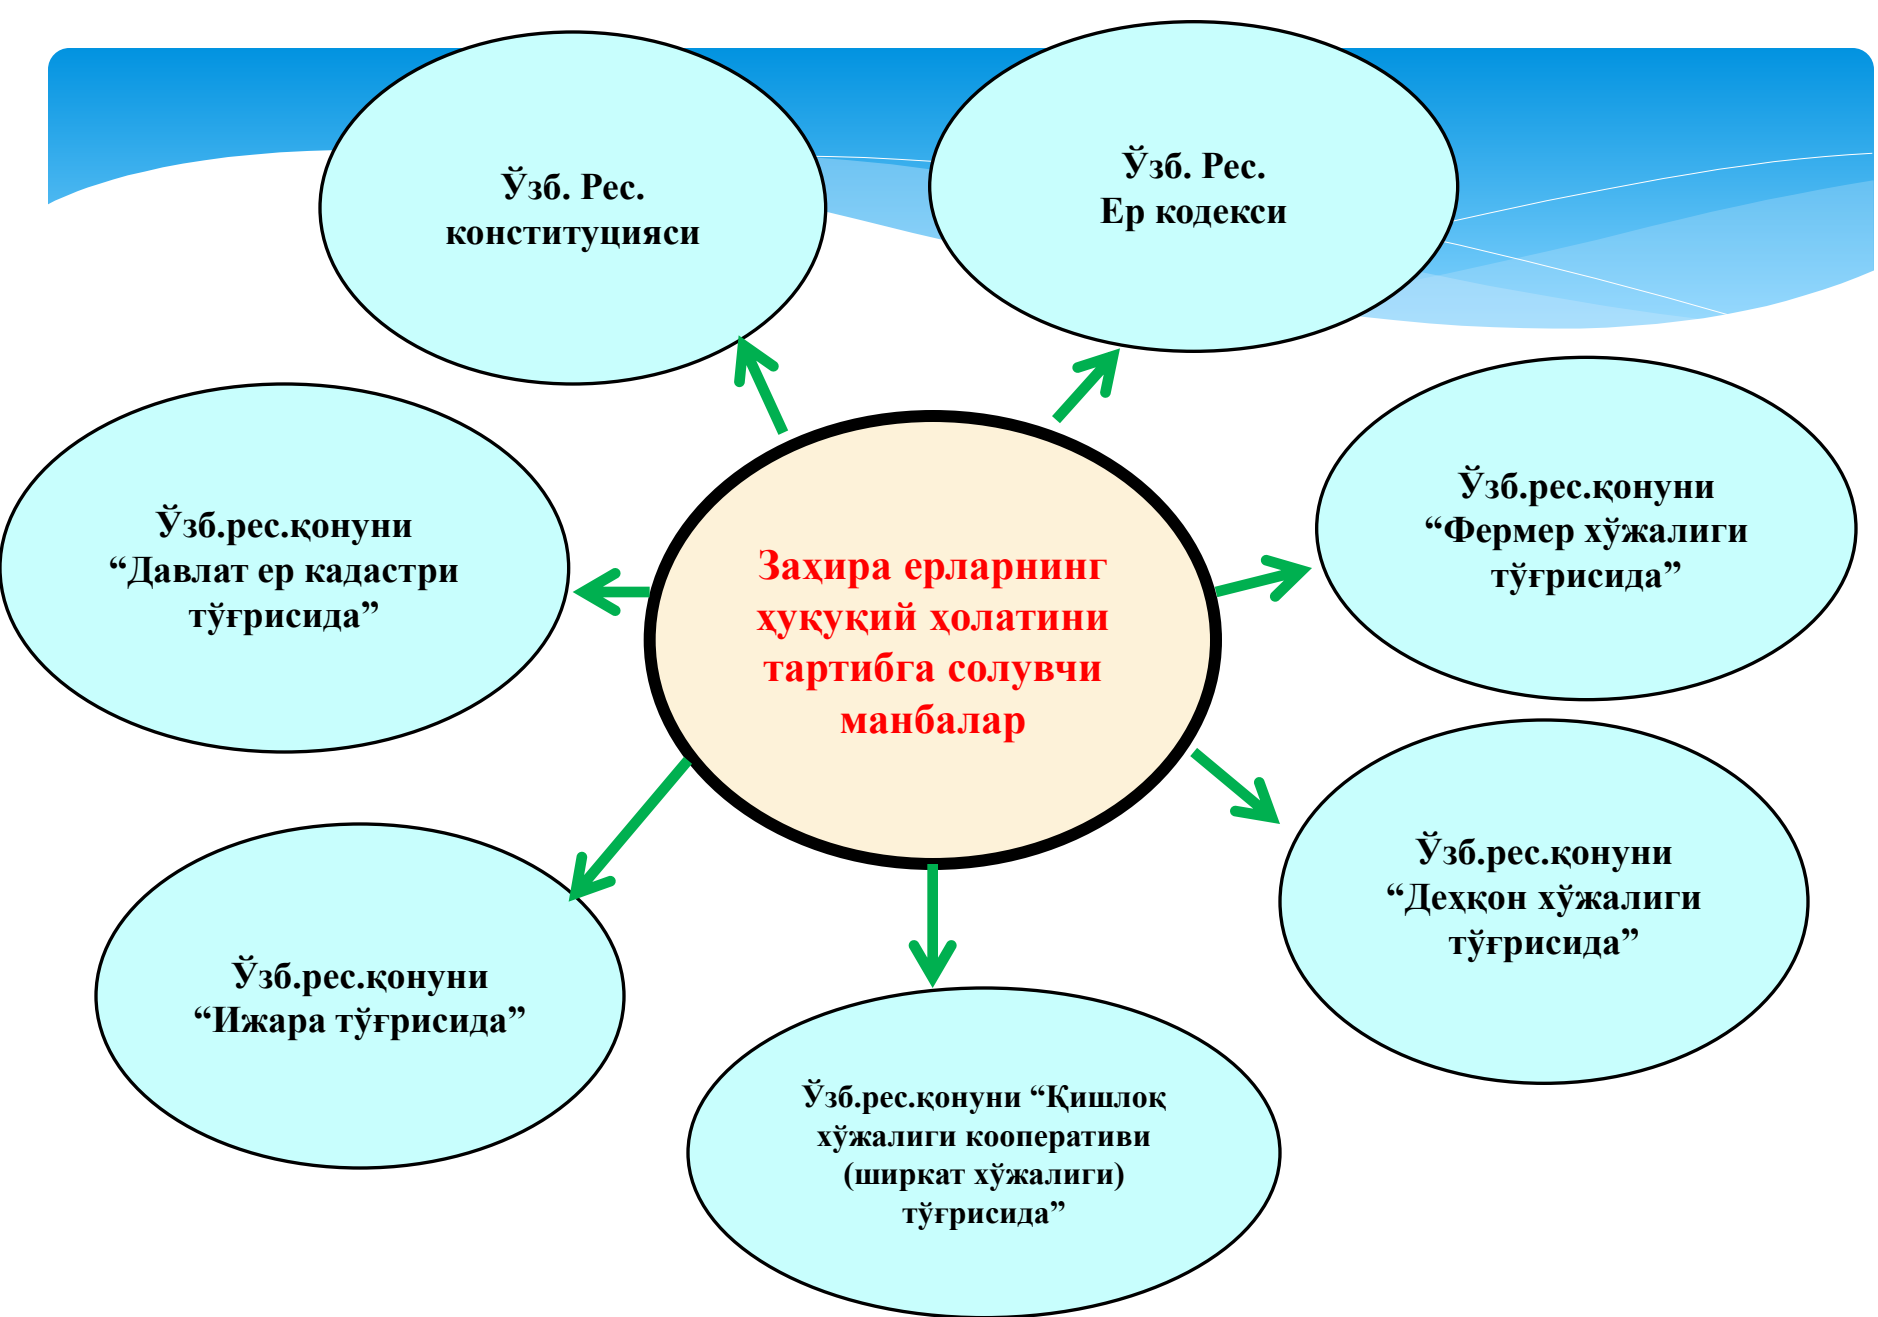 Ўзб. Рес.
конституцияси
Ўзб. Рес.
Ер кодекси
Ўзб.рес.қонуни
“Давлат ер кадастри
тўғрисида”
Заҳира ерларнинг
ҳуқуқий ҳолатини
тартибга солувчи
манбалар
Ўзб.рес.қонуни
“Фермер хўжалиги
тўғрисида”
Ўзб.рес.қонуни
“Деҳқон хўжалиги
тўғрисида”
Ўзб.рес.қонуни
“Ижара тўғрисида”
Ўзб.рес.қонуни “Қишлоқ
хўжалиги кооперативи
(ширкат хўжалиги)
тўғрисида”